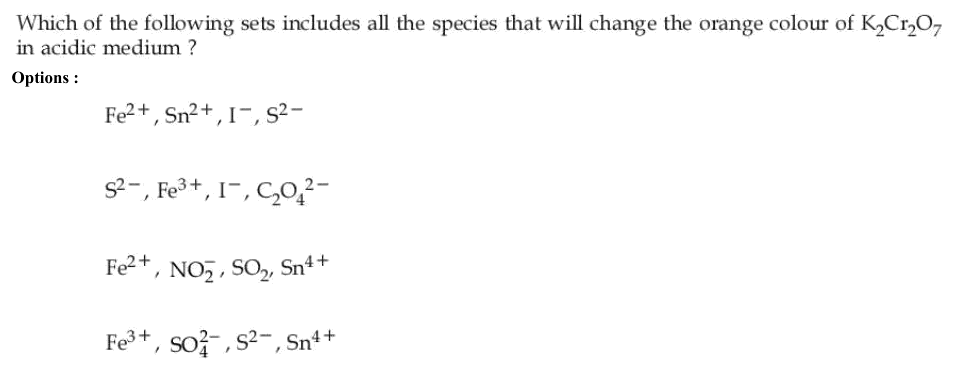 Which of the following sets includes all the species that will change the orange colour of K₂Cr₂O₇
in acidic medium ?
Options :
Fe²⁺, Sn²⁺, I⁻, S²⁻
S²⁻, Fe³⁺, I⁻, C₂O₄²⁻
Fe²⁺, NO₂⁻, SO₂, Sn⁴⁺
Fe³⁺, SO₄²⁻, S²⁻, Sn⁴⁺